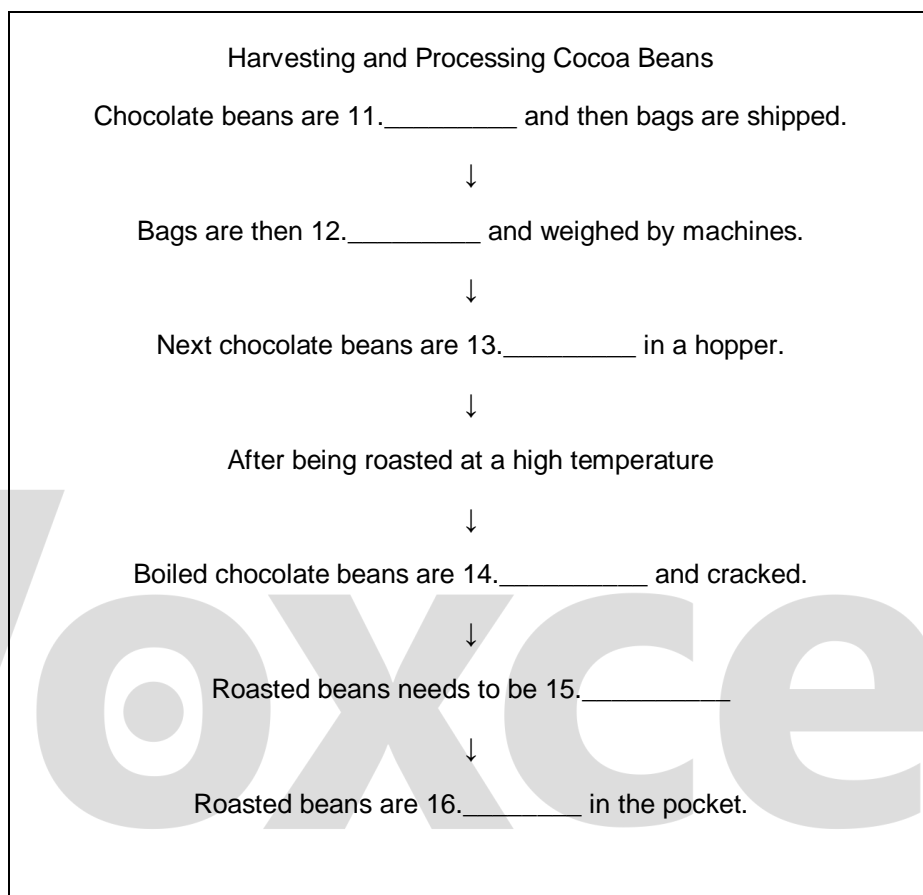 Harvesting and Processing Cocoa Beans
Chocolate beans are 11._________ and then bags are shipped.
↓
Bags are then 12._________ and weighed by machines.
↓
Next chocolate beans are 13._________ in a hopper.
↓
After being roasted at a high temperature
↓
Boiled chocolate beans are 14.__________ and cracked.
↓
Roasted beans needs to be 15.__________
↓
Roasted beans are 16.________ in the pocket.